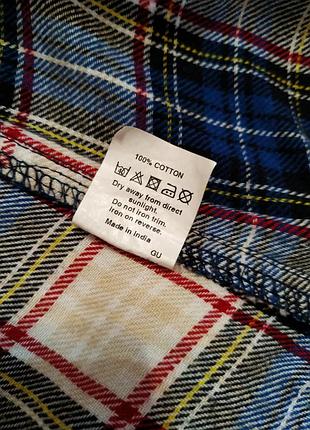 100% COTTON
Dry away from direct
sunlight.
Do not iron trim.
Iron on reverse.
Made in India
GU